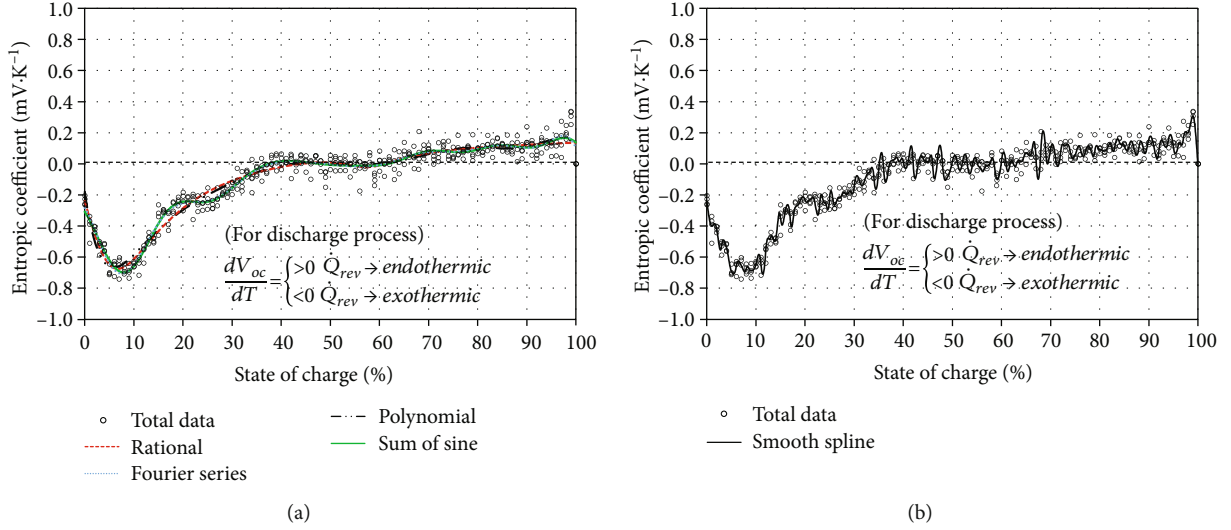 Entropic coefficient (mV·K⁻¹)
1.0
0.8
0.6
0.4
0.2
0.0
−0.2
−0.4
−0.6
−0.8
−1.0
(For discharge process)
dV_oc/dT = { >0 Q̇_rev → endothermic
<0 Q̇_rev → exothermic
0 10 20 30 40 50 60 70 80 90 100
State of charge (%)
Total data
Rational
Fourier series
Polynomial
Sum of sine
(a)
Entropic coefficient (mV·K⁻¹)
1.0
0.8
0.6
0.4
0.2
0.0
−0.2
−0.4
−0.6
−0.8
−1.0
(For discharge process)
dV_oc/dT = { >0 Q̇_rev → endothermic
<0 Q̇_rev → exothermic
0 10 20 30 40 50 60 70 80 90 100
State of charge (%)
Total data
Smooth spline
(b)